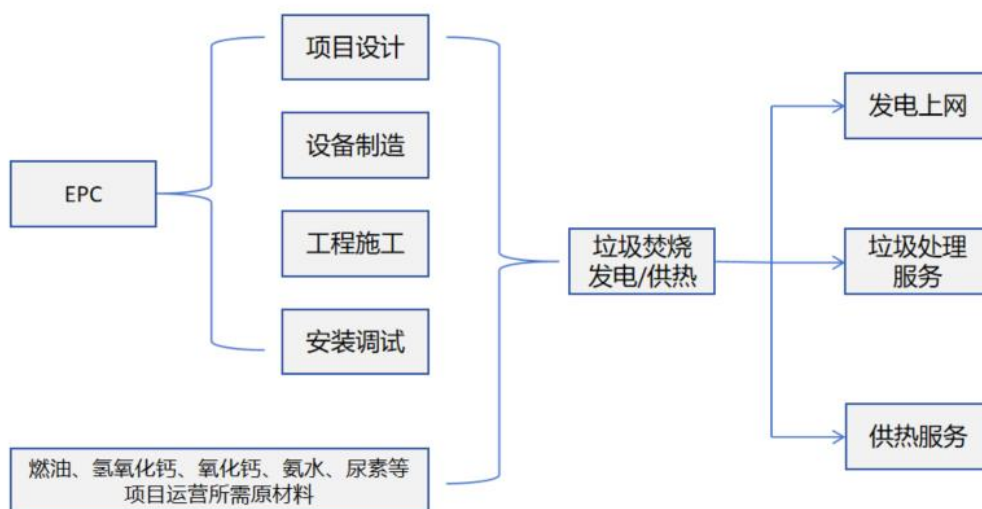 EPC
项目设计
设备制造
工程施工
安装调试
燃油、氢氧化钙、氧化钙、氨水、尿素等
项目运营所需原材料
垃圾焚烧
发电/供热
发电上网
垃圾处理
服务
供热服务